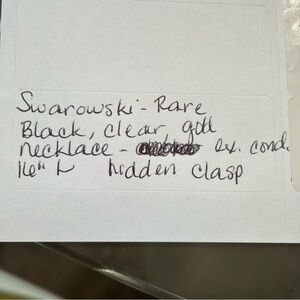 Swarowski - Rare
Black, clear, gold
necklace - ex. cond.
16" L hidden clasp